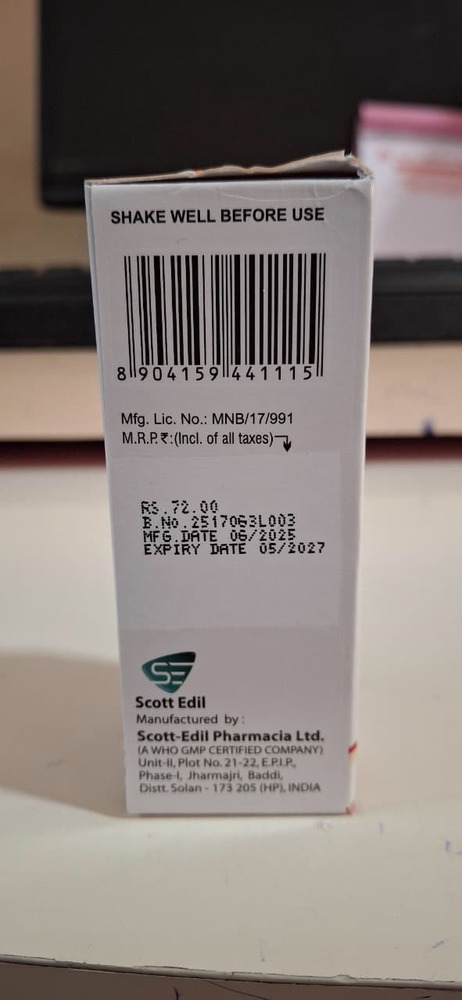 SHAKE WELL BEFORE USE
8 904159 441115
Mfg. Lic. No.: MNB/17/991
M.R.P.₹:(Incl. of all taxes)
RS.72.00
B.No.2517063L003
MFG.DATE 06/2025
EXPIRY DATE 05/2027
SE
Scott Edil
Manufactured by :
Scott-Edil Pharmacia Ltd.
(A WHO GMP CERTIFIED COMPANY)
Unit-II, Plot No. 21-22, E.P.I.P.,
Phase-I, Jharmajri, Baddi,
Distt. Solan - 173 205 (HP), INDIA